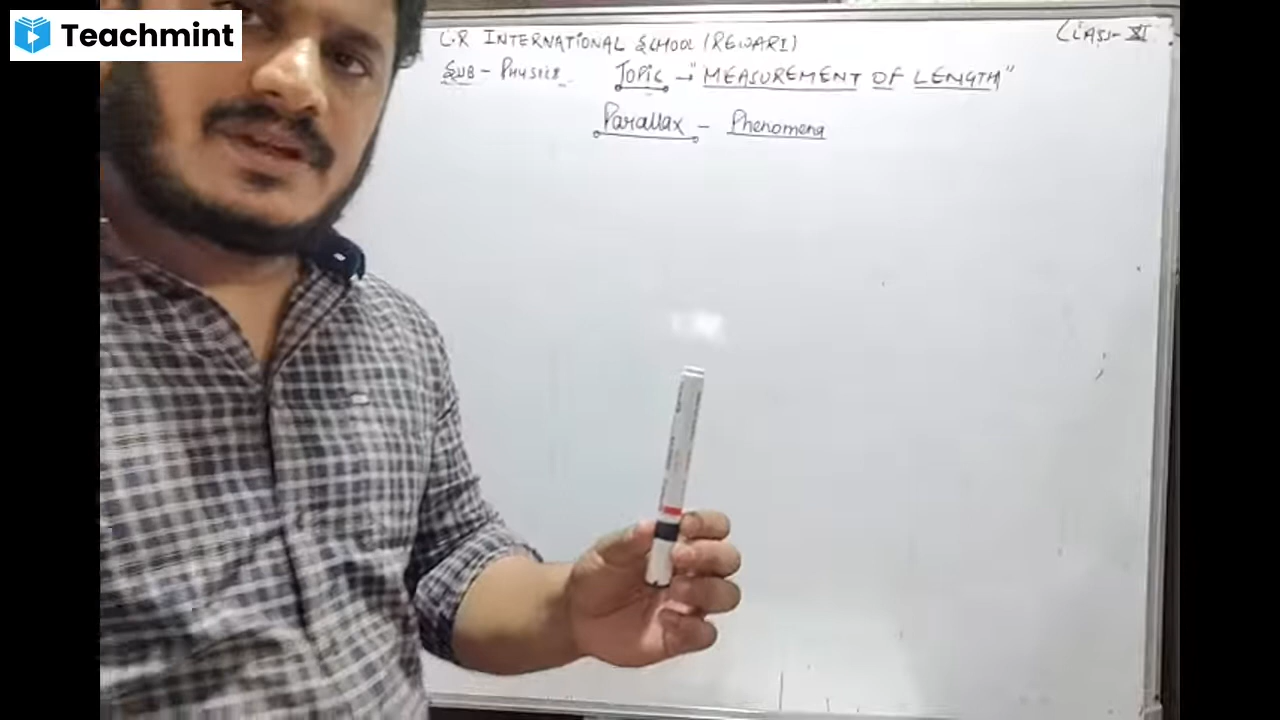 Teachmint
L.R INTERNATIONAL SCHOOL (REWARI)
CLASS-XI
SUB - PHYSICS
TOPIC → "MEASUREMENT OF LENGTH"
Parallax - Phenomena